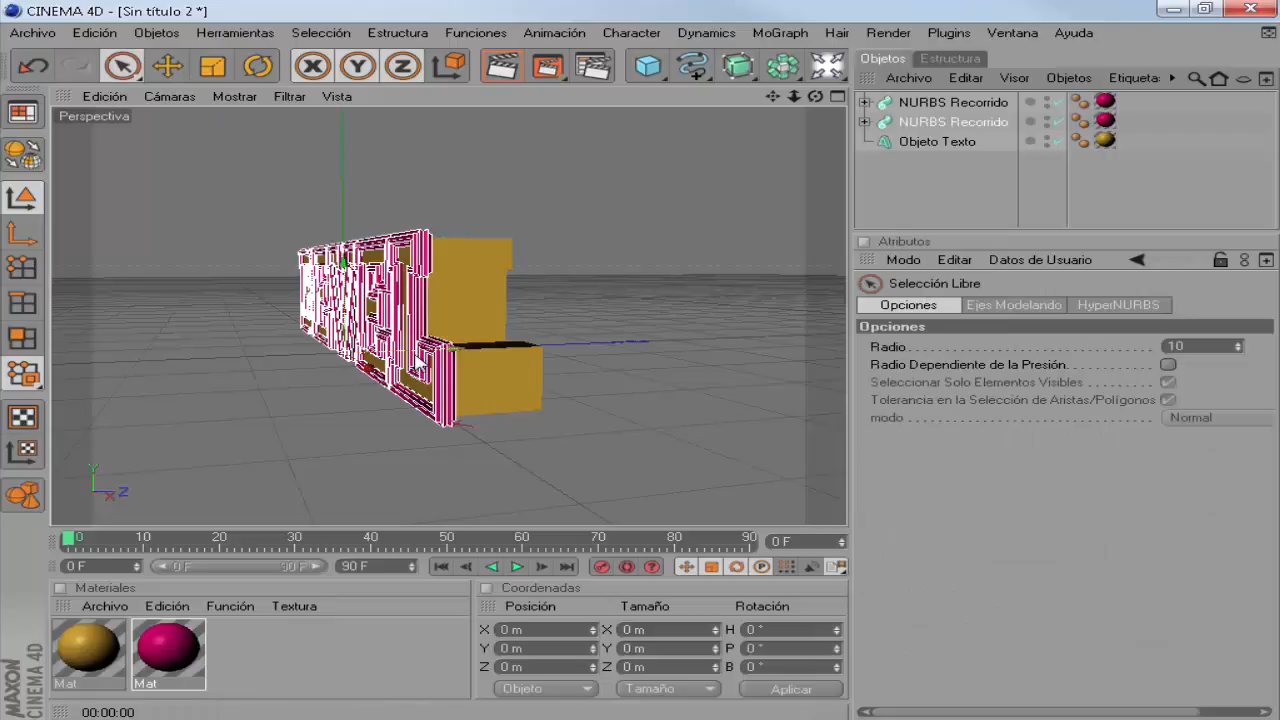 CINEMA 4D - [Sin título 2 *]
Archivo Edición Objetos Herramientas Selección Estructura Funciones Animación Character Dynamics MoGraph Hair Render Plugins Ventana Ayuda
X Y Z
Objetos Estructura
Archivo Editar Visor Objetos Etiqueta
Edición Cámaras Mostrar Filtrar Vista
Perspectiva
NURBS Recorrido
NURBS Recorrido
Objeto Texto
Atributos
Modo Editar Datos de Usuario
Selección Libre
Opciones Ejes Modelando HyperNURBS
Opciones
Radio 10
Radio Dependiente de la Presión.
Seleccionar Solo Elementos Visibles
Tolerancia en la Selección de Aristas/Polígonos
modo Normal
Y
X Z
0 10 20 30 40 50 60 70 80 90 0 F
0 F 0 F 90 F 90 F
Materiales
Archivo Edición Función Textura
Mat Mat
Coordenadas
Posición Tamaño Rotación
X 0 m X 0 m H 0 °
Y 0 m Y 0 m P 0 °
Z 0 m Z 0 m B 0 °
Objeto Tamaño Aplicar
MAXON
CINEMA 4D
00:00:00